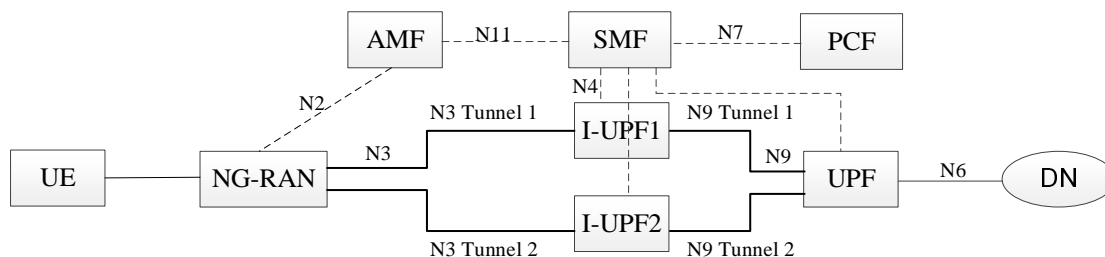 AMF
N11
SMF
N7
PCF
N2
N4
N3 Tunnel 1
I-UPF1
N9 Tunnel 1
UE
NG-RAN
N3
N9
UPF
N6
DN
I-UPF2
N3 Tunnel 2
N9 Tunnel 2